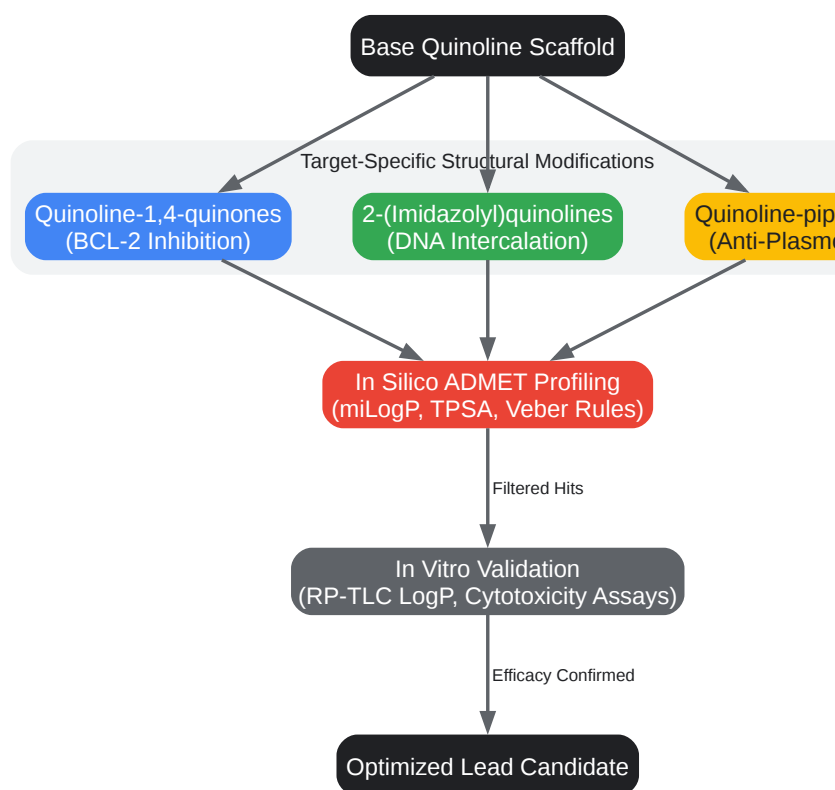 Base Quinoline Scaffold
Target-Specific Structural Modifications
Quinoline-1,4-quinones
(BCL-2 Inhibition)
2-(Imidazolyl)quinolines
(DNA Intercalation)
Quinoline-pip
(Anti-Plasm
In Silico ADMET Profiling
(miLogP, TPSA, Veber Rules)
Filtered Hits
In Vitro Validation
(RP-TLC LogP, Cytotoxicity Assays)
Efficacy Confirmed
Optimized Lead Candidate